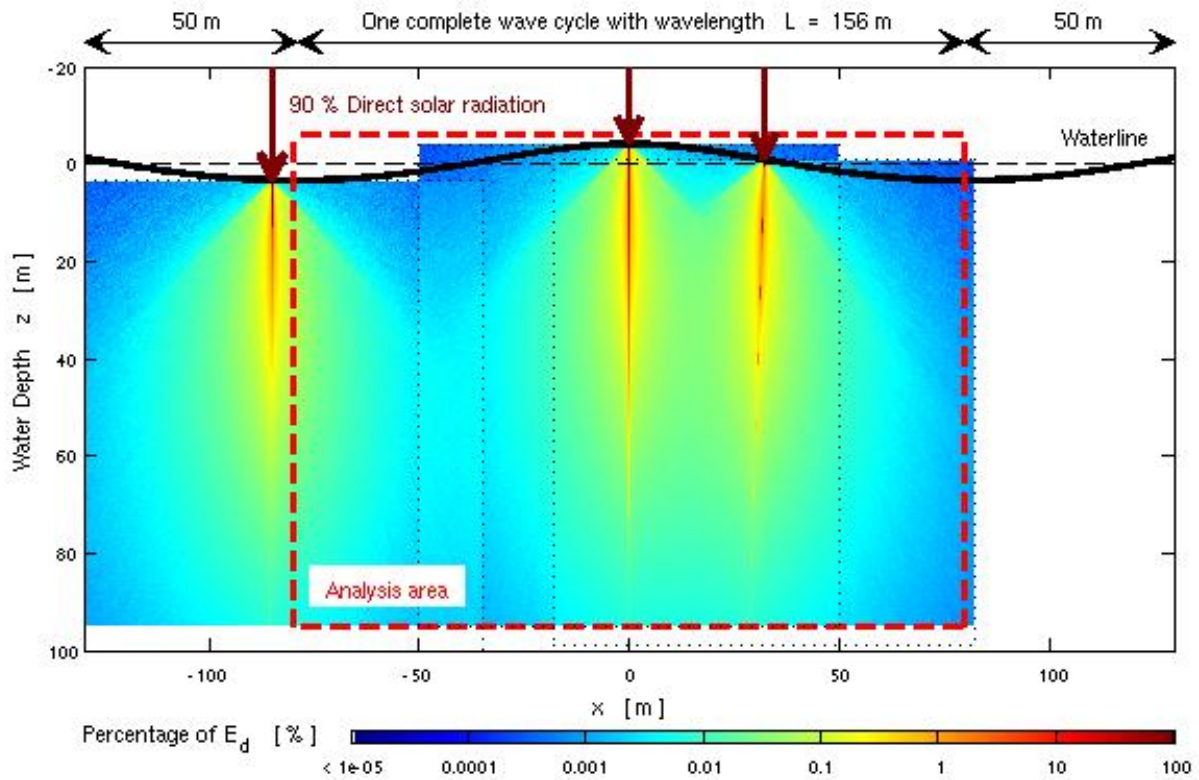 50 m One complete wave cycle with wavelength L = 156 m 50 m
-20
90 % Direct solar radiation
Waterline
0
20
40
60
80
100
Water Depth z [m]
Analysis area
-100 -50 0 50 100
x [m]
Percentage of E_d [%]
< 1e-05 0.0001 0.001 0.01 0.1 1 10 100